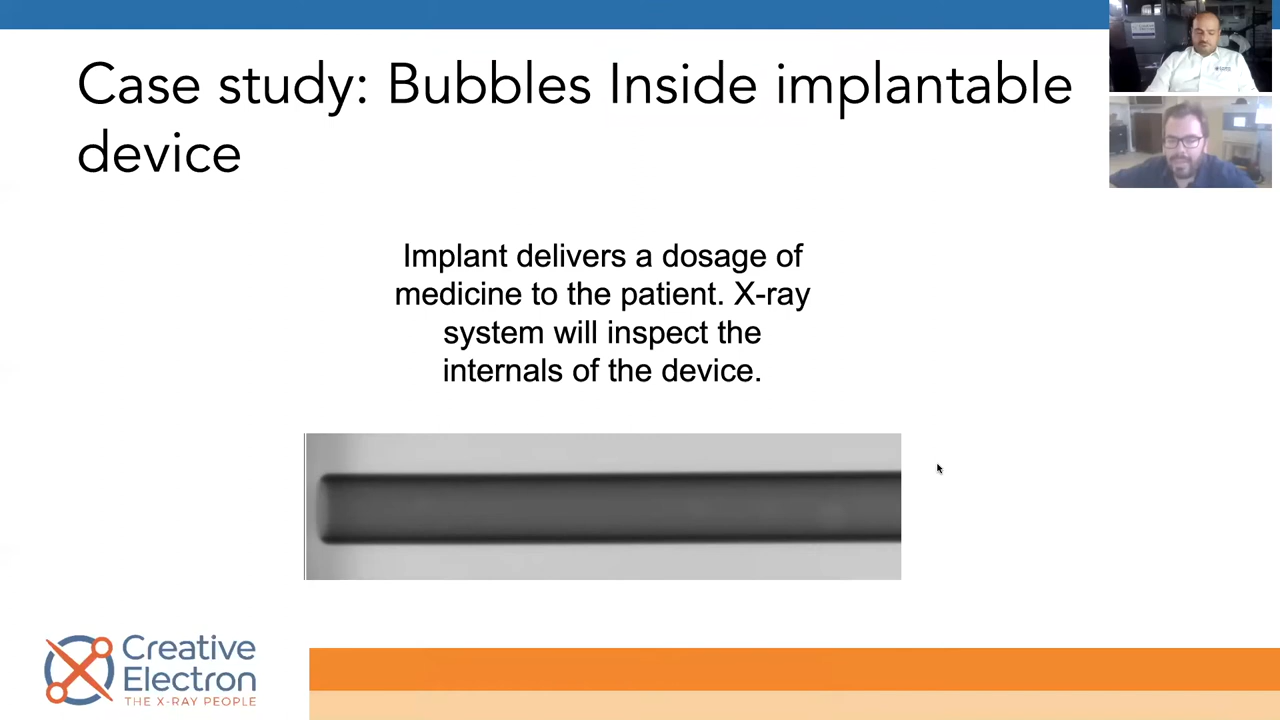 Case study: Bubbles Inside implantable
device
Implant delivers a dosage of
medicine to the patient. X-ray
system will inspect the
internals of the device.
Creative
Electron
THE X-RAY PEOPLE